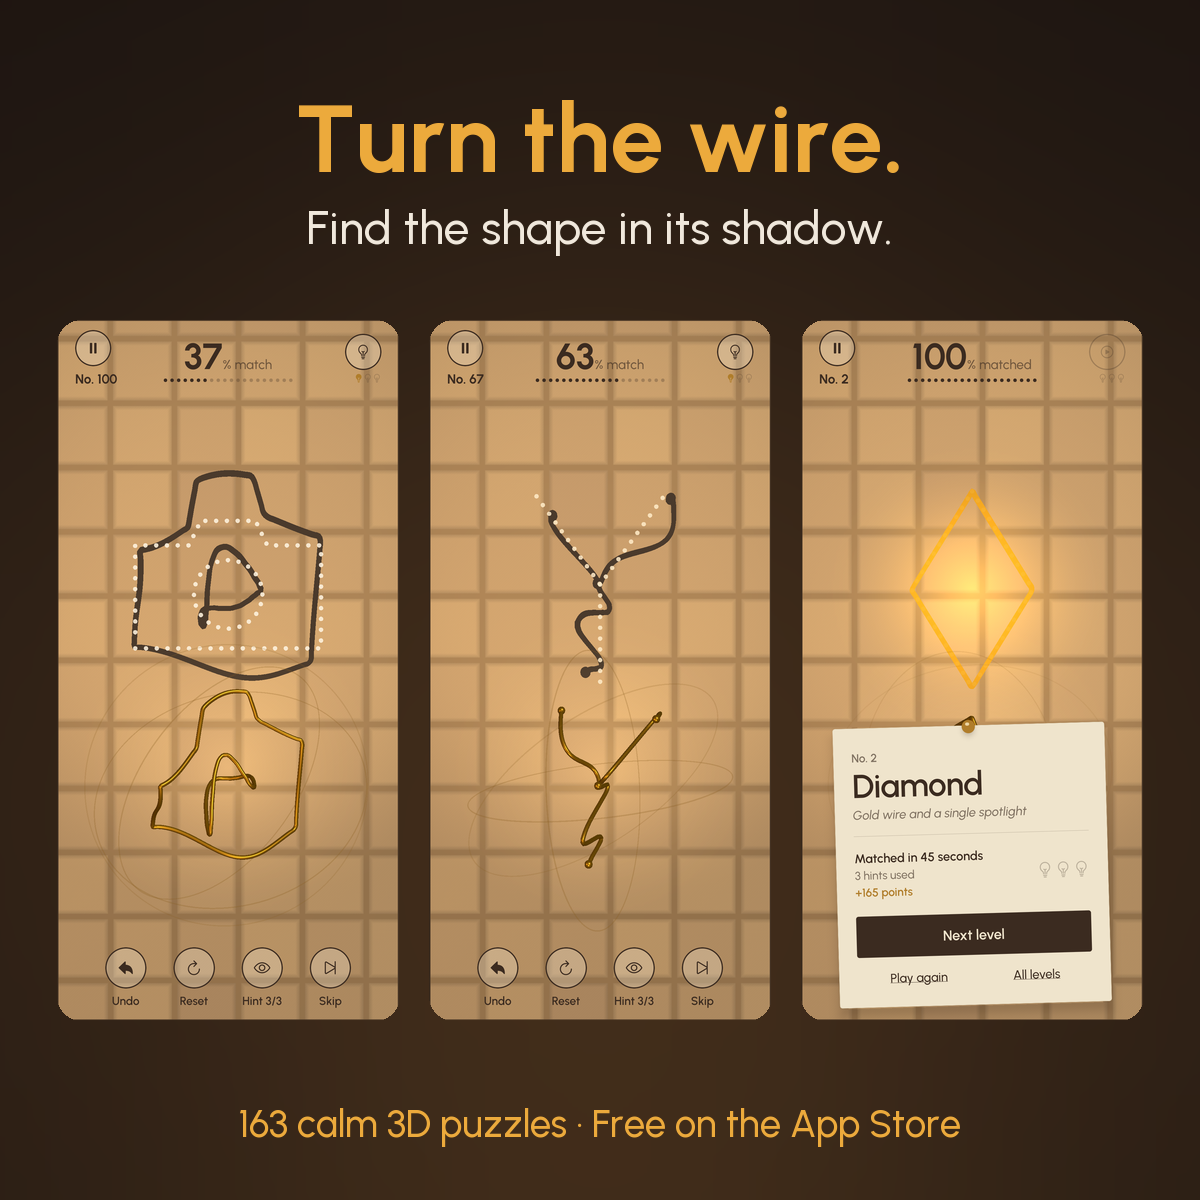 Turn the wire.
Find the shape in its shadow.
37% match
No. 100
Undo
Reset
Hint 3/3
Skip
63% match
No. 67
Undo
Reset
Hint 3/3
Skip
100% matched
No. 2
No. 2
Diamond
Gold wire and a single spotlight
Matched in 45 seconds
3 hints used
+165 points
Next level
Play again
All levels
163 calm 3D puzzles · Free on the App Store